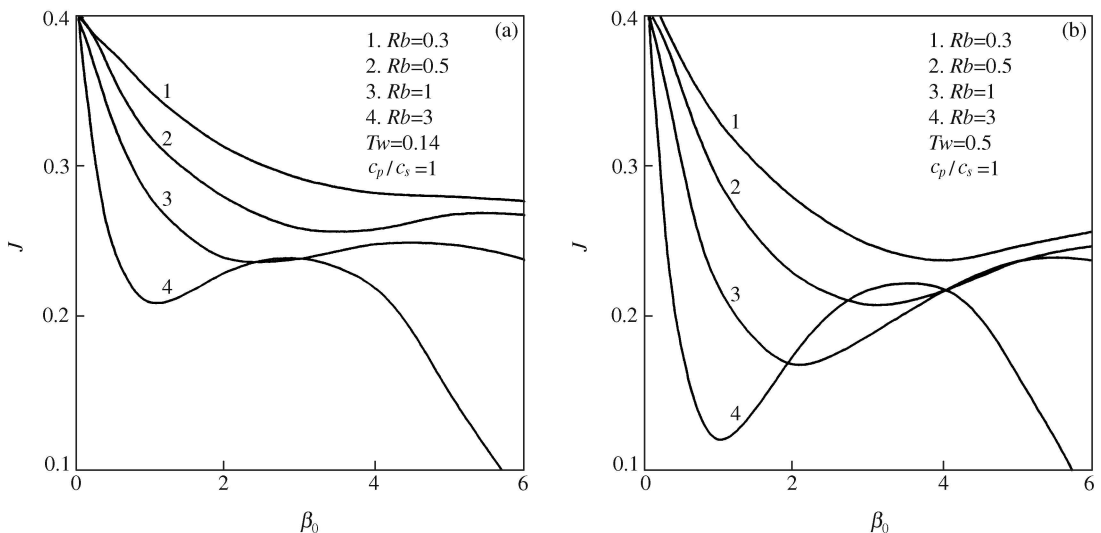 0.4
(a)
1. Rb=0.3
2. Rb=0.5
3. Rb=1
4. Rb=3
Tw=0.14
c_p/c_s=1
1
2
3
4
0.3
J
0.2
0.1
0
2
4
6
β_0
0.4
(b)
1. Rb=0.3
2. Rb=0.5
3. Rb=1
4. Rb=3
Tw=0.5
c_p/c_s=1
1
2
3
4
0.3
J
0.2
0.1
0
2
4
6
β_0